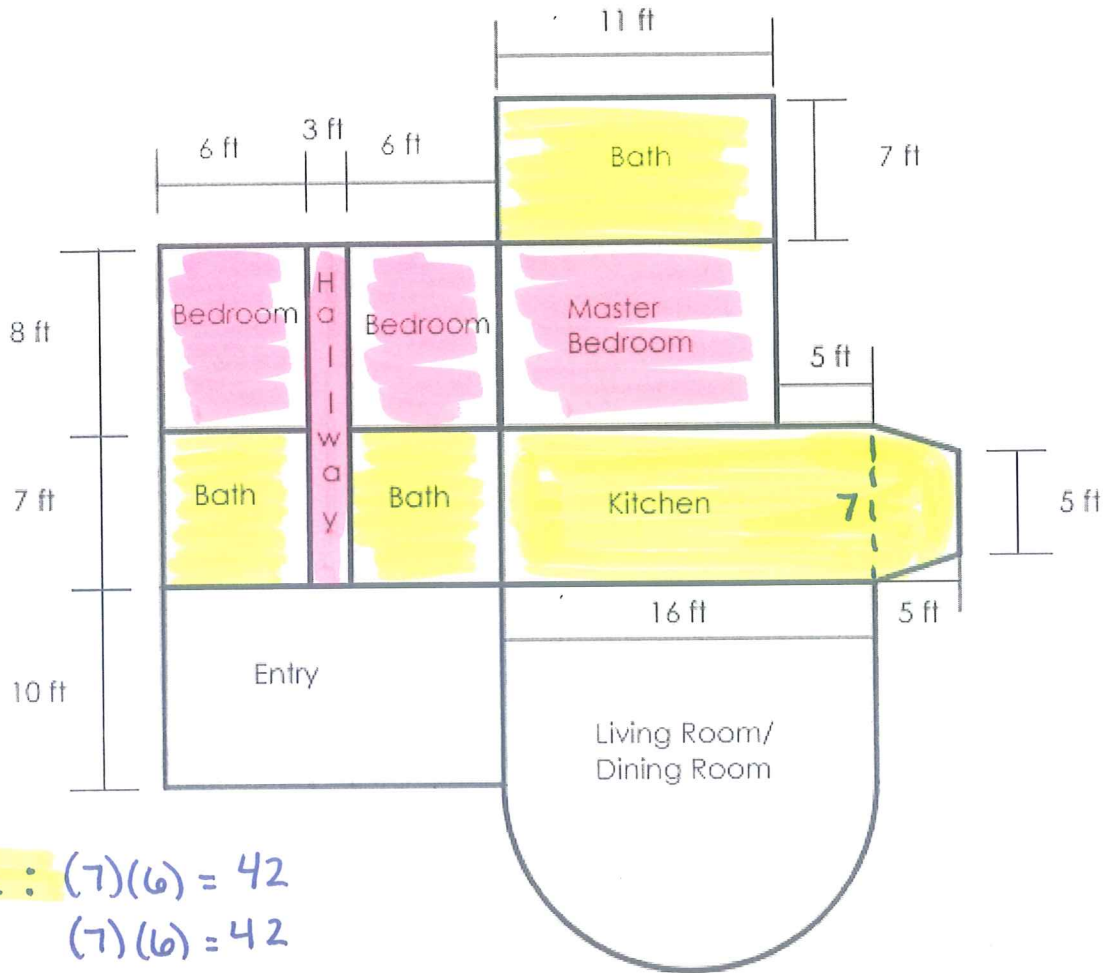 11 ft
6 ft 3 ft 6 ft
Bath 7 ft
8 ft Bedroom Hallway Bedroom Master
Bedroom
5 ft
7 ft Bath Bath Kitchen 7 5 ft
16 ft 5 ft
10 ft Entry
Living Room/
Dining Room
: (7)(6) = 42
(7)(6) = 42